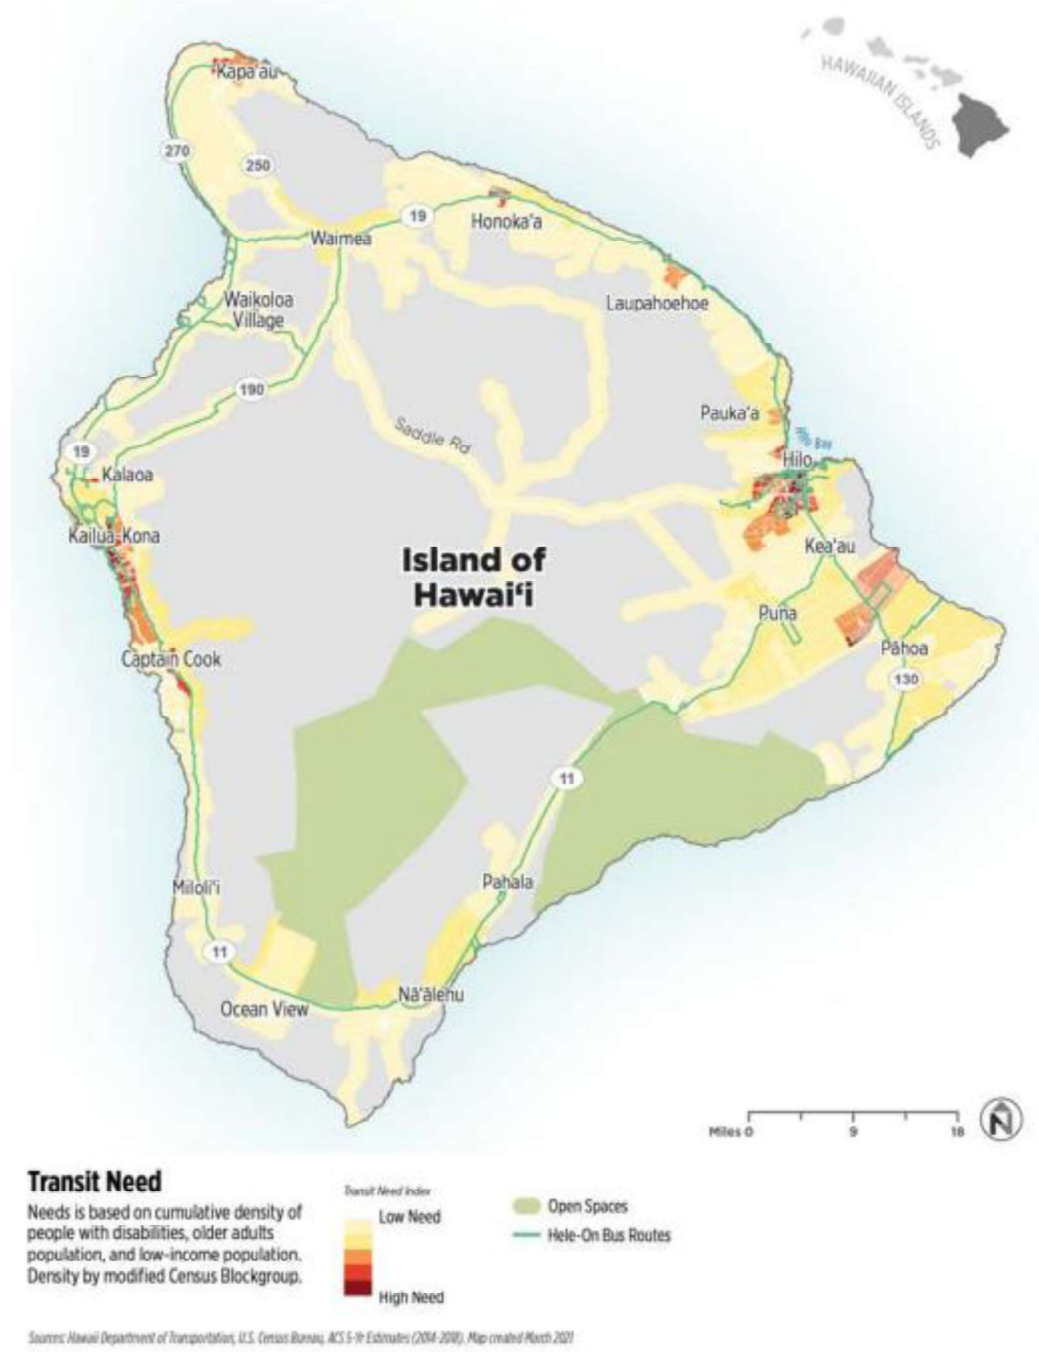 HAWAIIAN ISLANDS
Kapa'au
270
250
19
Honoka'a
Waimea
Laupahoehoe
Waikoloa
Village
190
Pauka'a
Saddle Rd
Hilo Bay
19
Hilo
Kalaoa
Kailua-Kona
Kea'au
Island of
Hawai‘i
Puna
Pāhoa
Captain Cook
130
11
Miloli'i
Pahala
11
Nā'ālehu
Ocean View
Miles 0 9 18
N
Transit Need
Needs is based on cumulative density of
people with disabilities, older adults
population, and low-income population.
Density by modified Census Blockgroup.
Transit Need Index
Low Need
High Need
Open Spaces
Hele-On Bus Routes
Sources: Hawaii Department of Transportation, U.S. Census Bureau, ACS 5-Yr Estimates (2014-2018). Map created March 2021